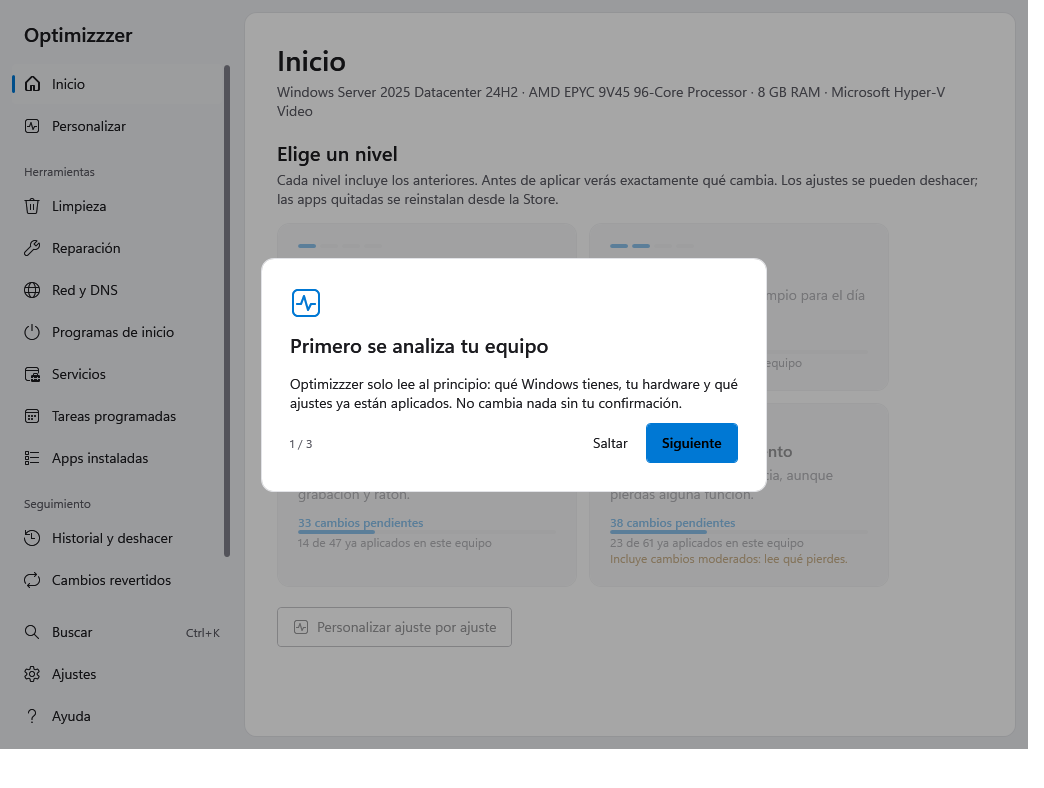 Optimizzzer
Inicio
Personalizar
Herramientas
Limpieza
Reparación
Red y DNS
Programas de inicio
Servicios
Tareas programadas
Apps instaladas
Seguimiento
Historial y deshacer
Cambios revertidos
Buscar Ctrl+K
Ajustes
Ayuda
Inicio
Windows Server 2025 Datacenter 24H2 · AMD EPYC 9V45 96-Core Processor · 8 GB RAM · Microsoft Hyper-V
Video
Elige un nivel
Cada nivel incluye los anteriores. Antes de aplicar verás exactamente qué cambia. Los ajustes se pueden deshacer;
las apps quitadas se reinstalan desde la Store.
para el día
Primero se analiza tu equipo
Optimizzzer solo lee al principio: qué Windows tienes, tu hardware y qué
ajustes ya están aplicados. No cambia nada sin tu confirmación.
1 / 3
Saltar
Siguiente
equipo
aunque
grabación y ratón.
33 cambios pendientes
14 de 47 ya aplicados en este equipo
pierdas alguna función.
38 cambios pendientes
23 de 61 ya aplicados en este equipo
Incluye cambios moderados: lee qué pierdes.
Personalizar ajuste por ajuste